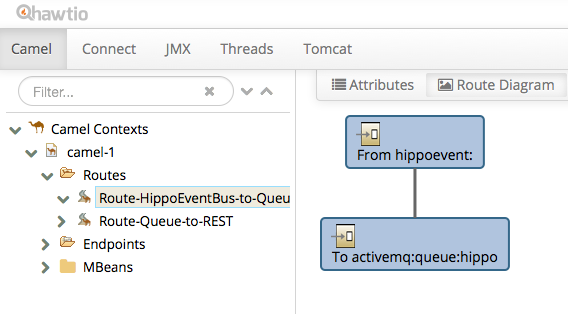 hawtio
Camel Connect JMX Threads Tomcat
Filter...
Attributes Route Diagram
Camel Contexts
camel-1
Routes
Route-HippoEventBus-to-Queu
Route-Queue-to-REST
Endpoints
MBeans
From hippoevent:
To activemq:queue:hippo